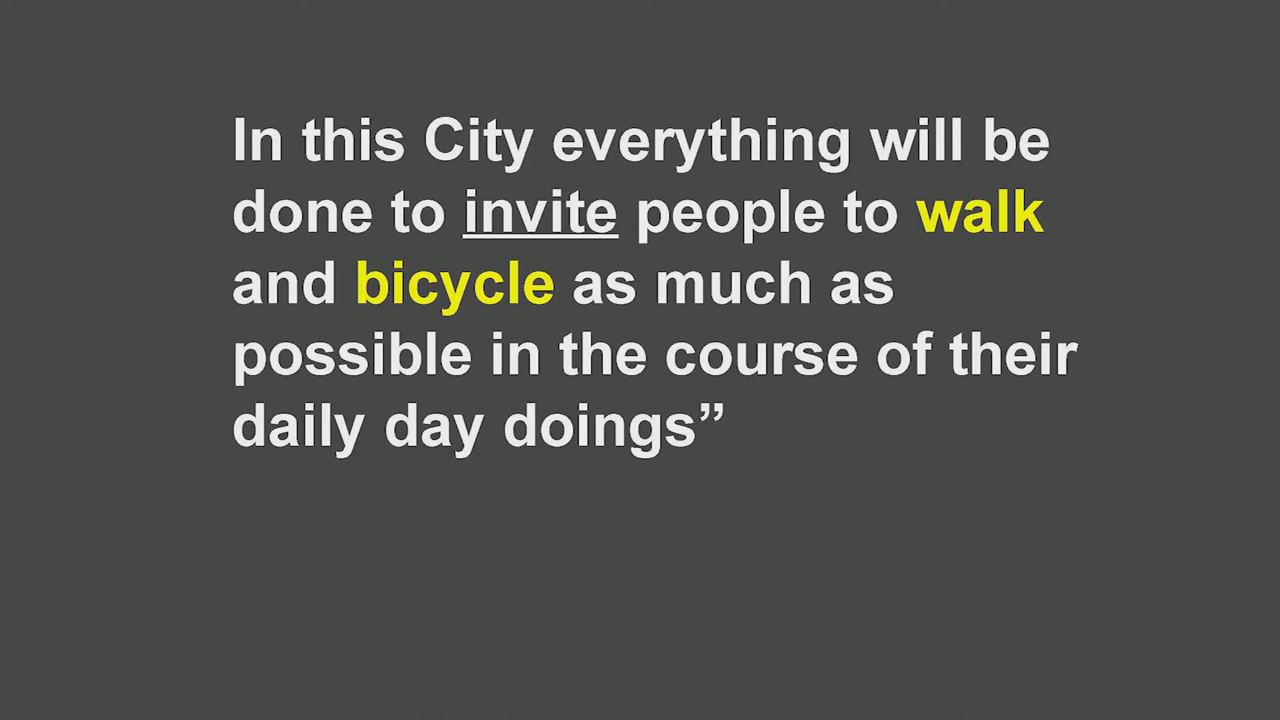 In this City everything will be
done to invite people to walk
and bicycle as much as
possible in the course of their
daily day doings”